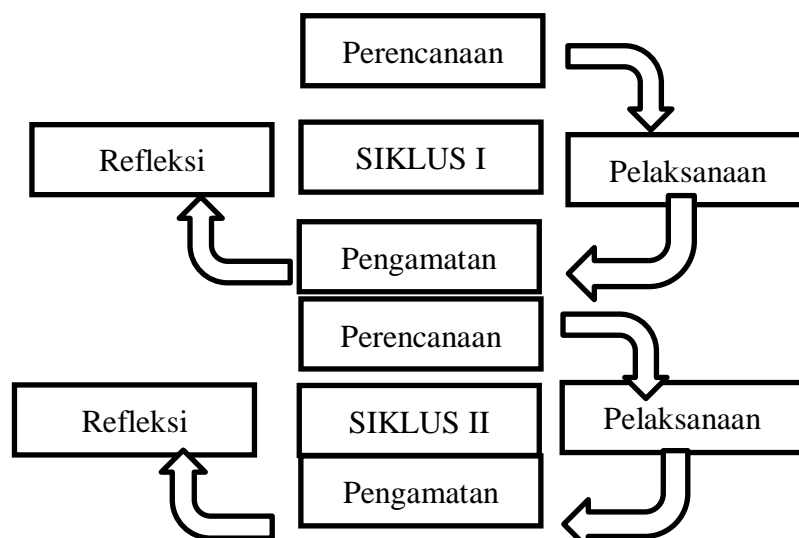 Perencanaan
Refleksi
SIKLUS I
Pelaksanaan
Pengamatan
Perencanaan
Refleksi
SIKLUS II
Pelaksanaan
Pengamatan